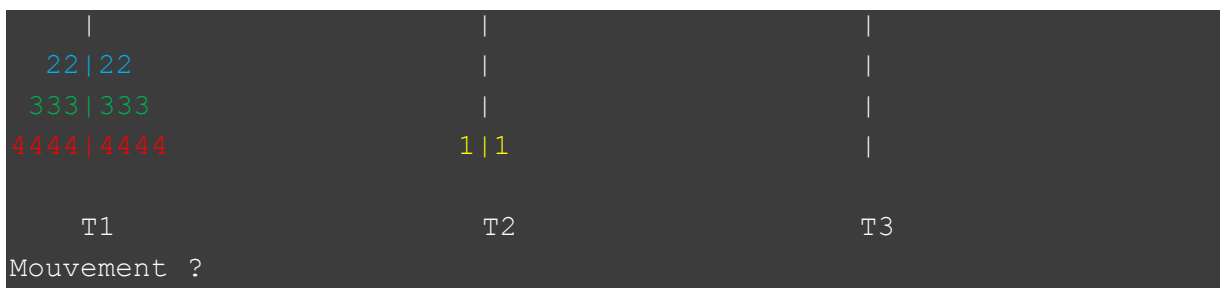 | | |
22|22 | |
333|333 | |
4444|4444 1|1 |
T1 T2 T3
Mouvement ?